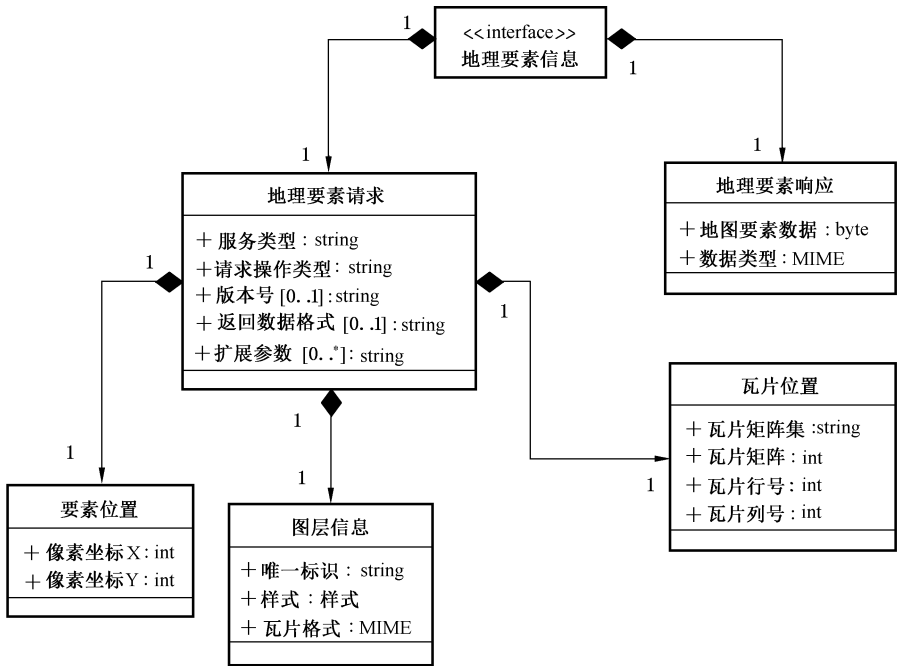 <<interface>>
地理要素信息
1
1
1
1
地理要素请求
+服务类型: string
+请求操作类型: string
+版本号[0..1]:string
+返回数据格式[0..1]:string
+扩展参数 [0..*]: string
地理要素响应
+地图要素数据:byte
+数据类型:MIME
1
1
1
1
1
1
要素位置
+像素坐标X:int
+像素坐标Y:int
图层信息
+唯一标识: string
+样式:样式
+瓦片格式:MIME
瓦片位置
+瓦片矩阵集:string
+瓦片矩阵:int
+瓦片行号:int
+瓦片列号:int